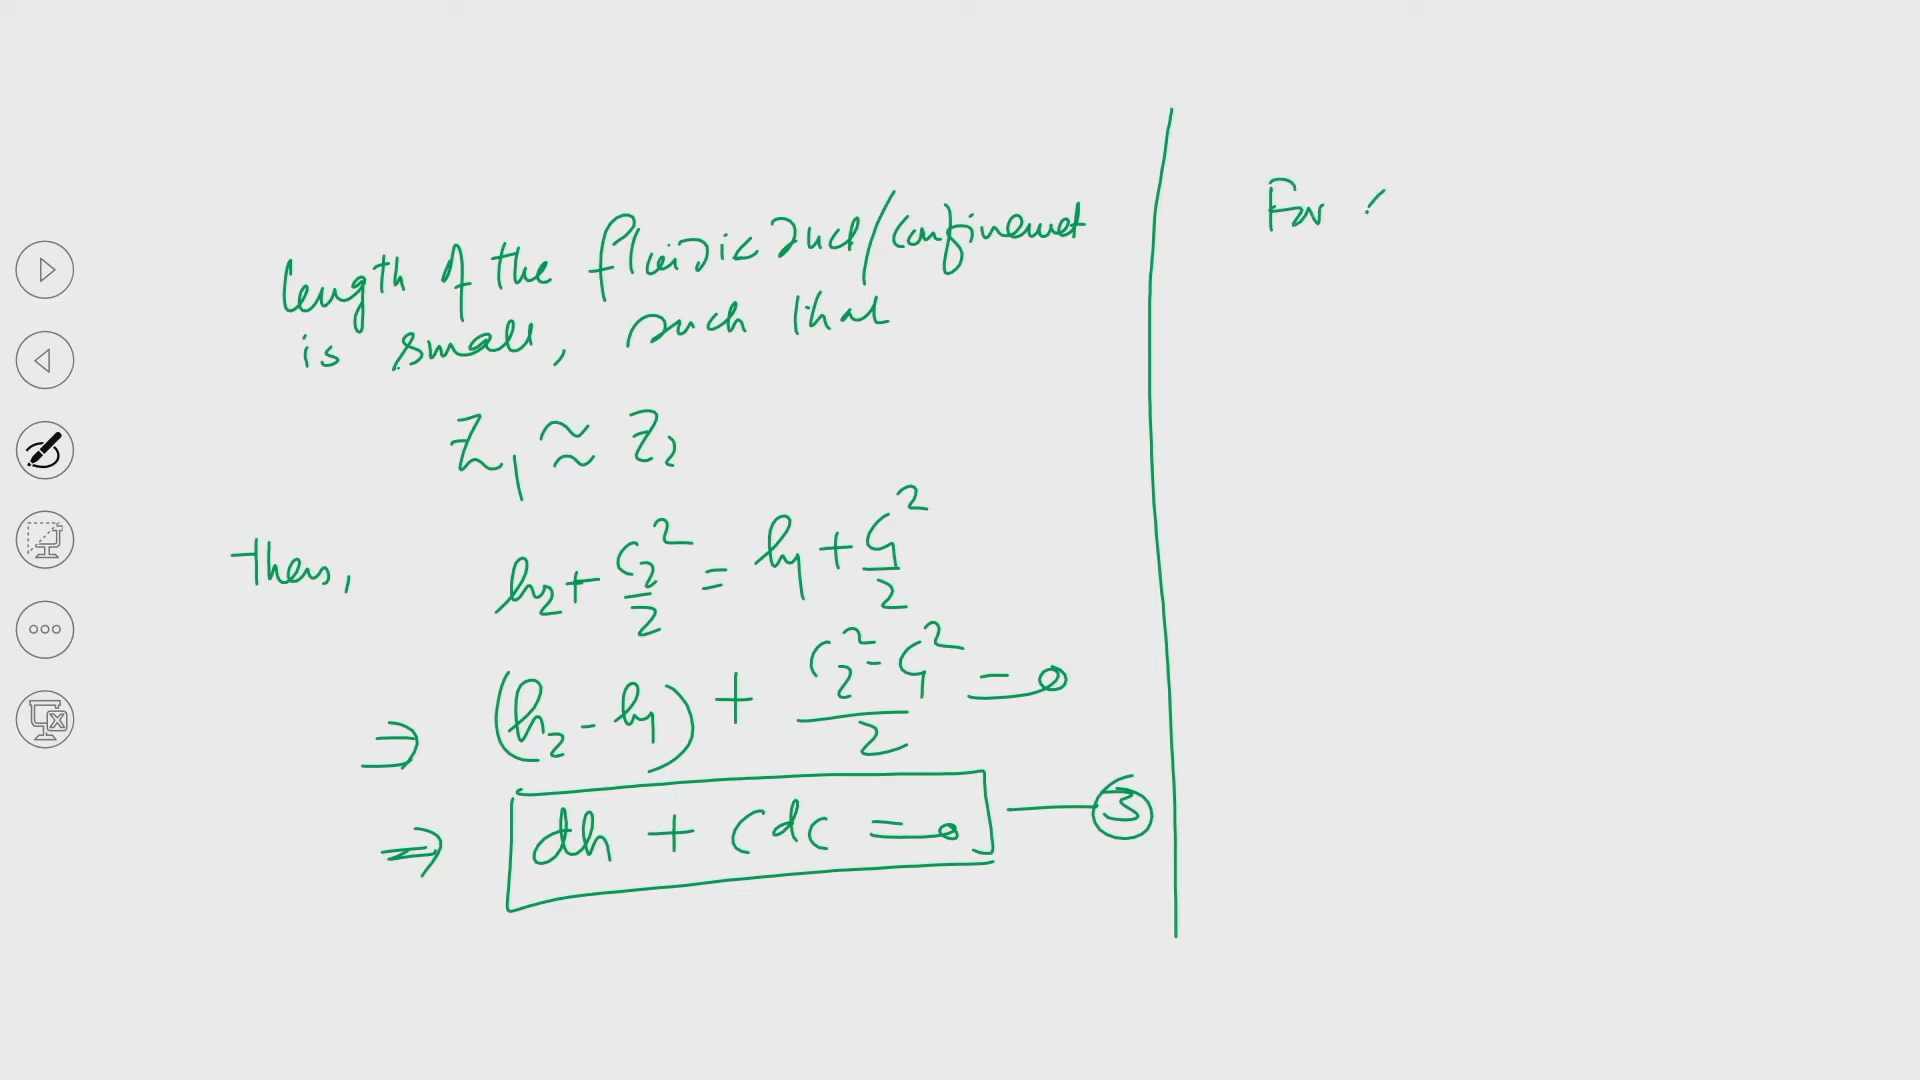 length of the fluidic duct/confinement
is small, such that
Z₁ ≈ Z₂
then,
h₂ + C₂²/2 = h₁ + C₁²/2
⇒ (h₂ - h₁) + (C₂² - C₁²)/2 = 0
⇒ dh + CdC = 0 — 3
For